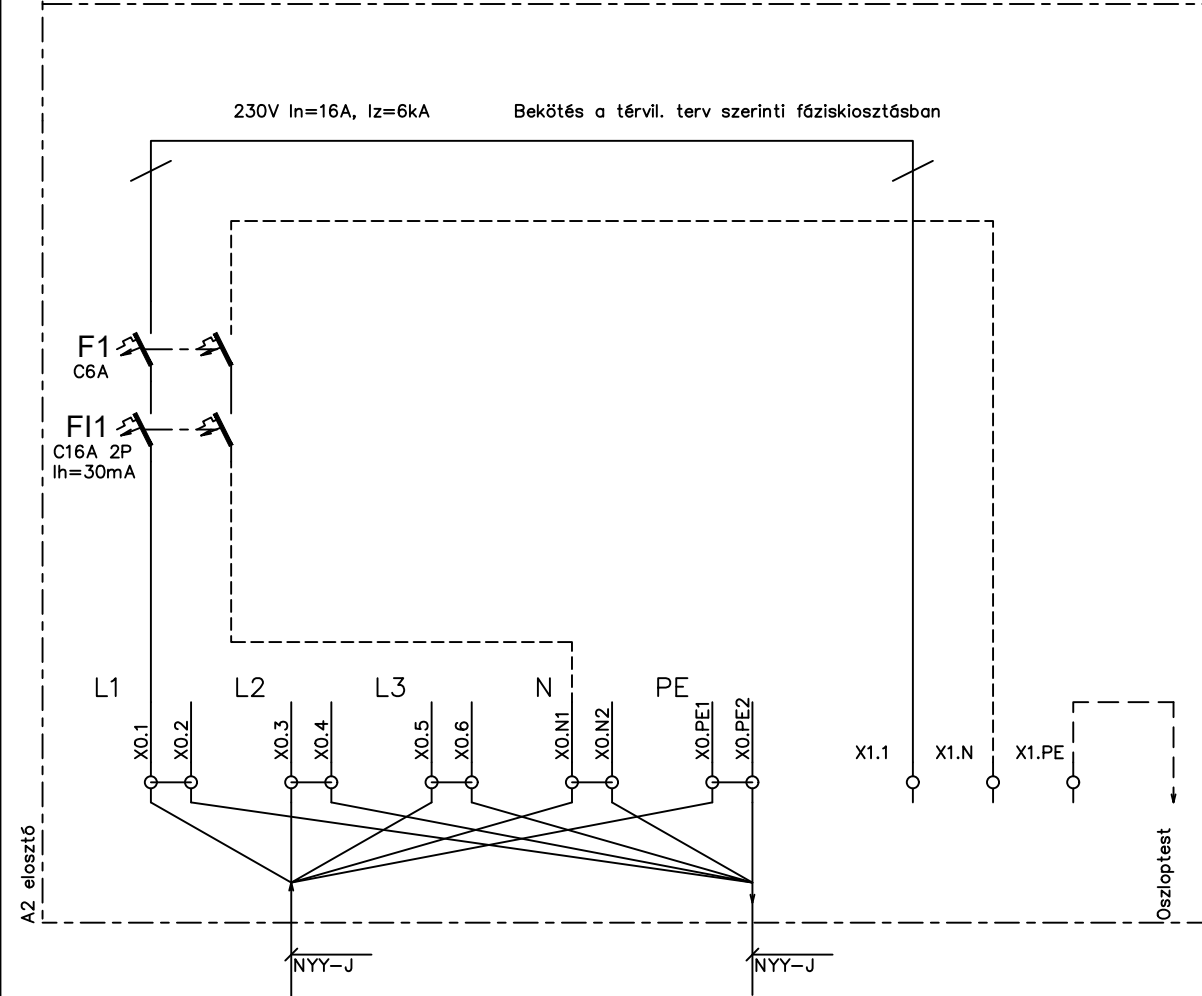 230V In=16A, Iz=6kA
Bekötés a térvil. terv szerinti fáziskiosztásban
F1
C6A
FI1
C16A 2P
Ih=30mA
L1
L2
L3
N
PE
X0.1
X0.2
X0.3
X0.4
X0.5
X0.6
X0.N1
X0.N2
X0.PE1
X0.PE2
X1.1
X1.N
X1.PE
A2 elosztő
Oszloptest
NYY-J
NYY-J